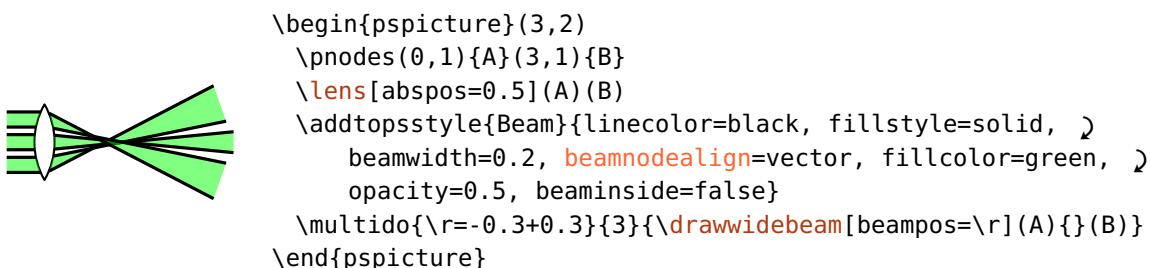 \begin{pspicture}(3,2)
\pnodes(0,1){A}(3,1){B}
\lens[abspos=0.5](A)(B)
\addtopsstyle{Beam}{linecolor=black, fillstyle=solid,
beamwidth=0.2, beamnodealign=vector, fillcolor=green,
opacity=0.5, beaminside=false}
\multido{\r=-0.3+0.3}{3}{\drawwidebeam[beampos=\r](A){}(B)}
\end{pspicture}